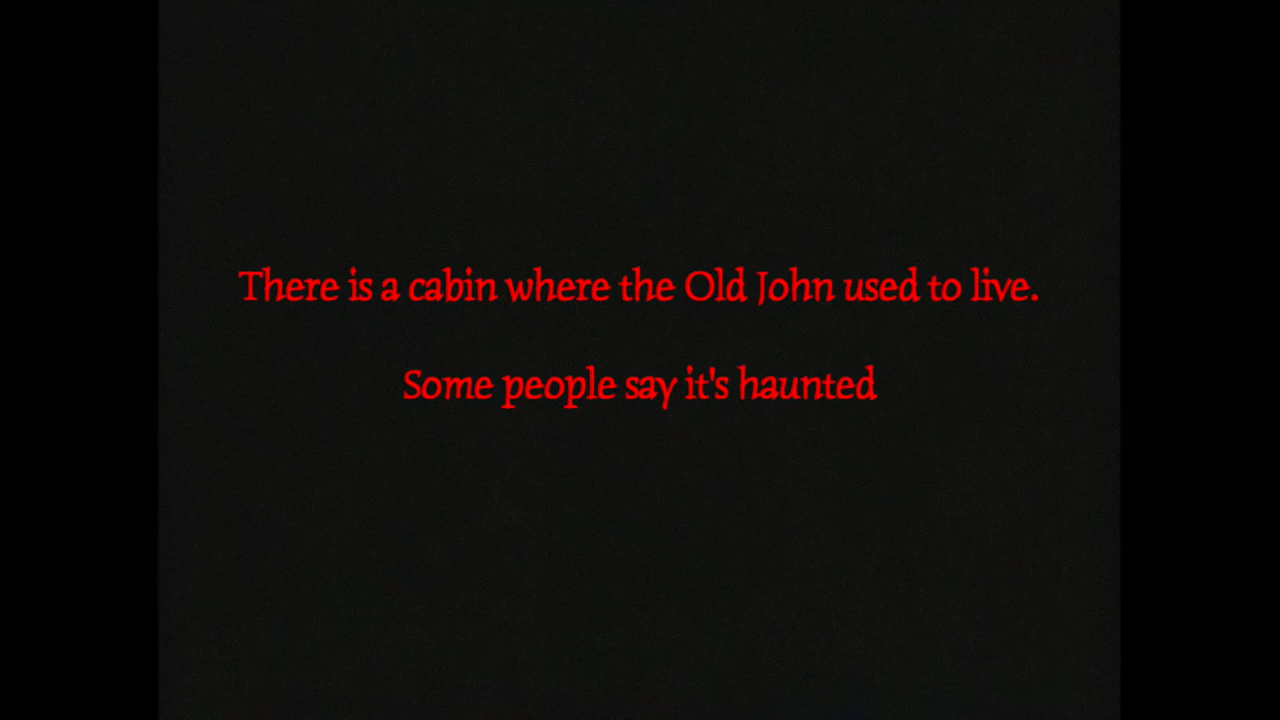 There is a cabin where the Old John used to live.
Some people say it's haunted